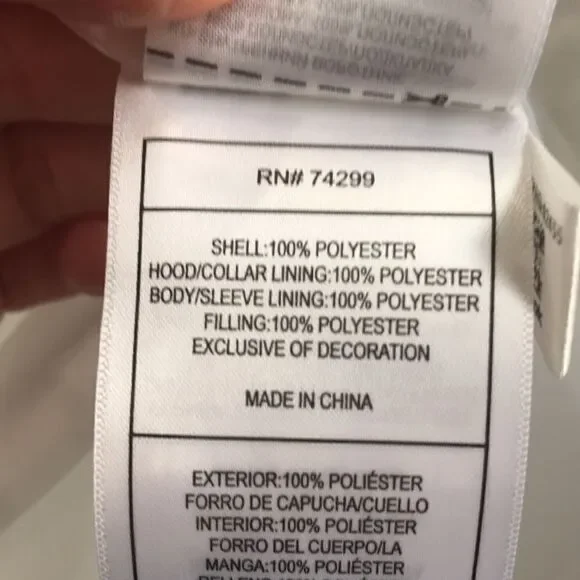 RN# 74299
SHELL:100% POLYESTER
HOOD/COLLAR LINING:100% POLYESTER
BODY/SLEEVE LINING:100% POLYESTER
FILLING:100% POLYESTER
EXCLUSIVE OF DECORATION
MADE IN CHINA
EXTERIOR:100% POLIÉSTER
FORRO DE CAPUCHA/CUELLO
INTERIOR:100% POLIÉSTER
FORRO DEL CUERPO/LA
MANGA:100% POLIÉSTER